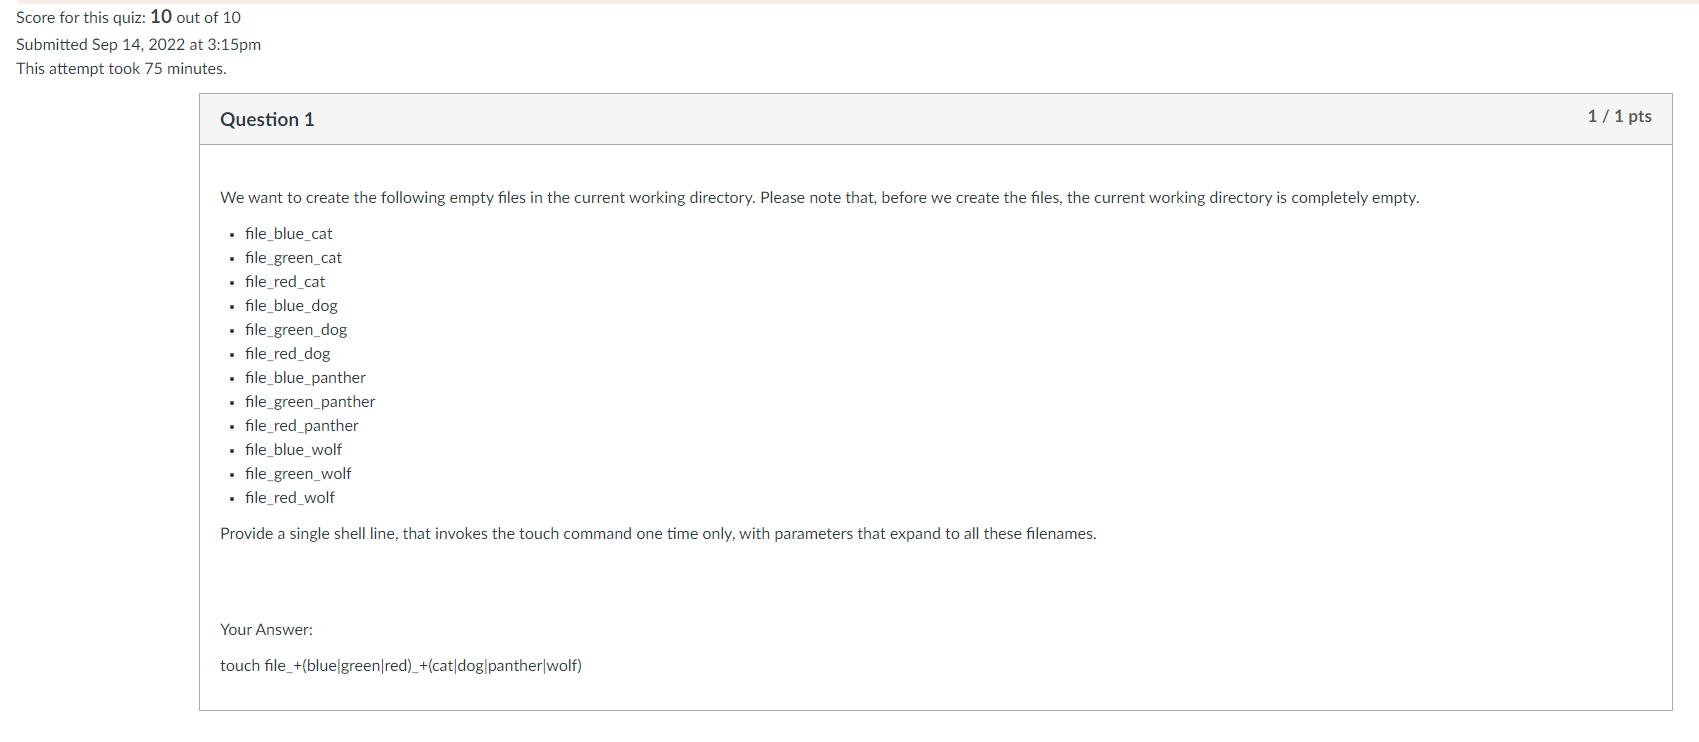 Score for this quiz: 10 out of 10
Submitted Sep 14, 2022 at 3:15pm
This attempt took 75 minutes.
Question 1
1 / 1 pts
We want to create the following empty files in the current working directory. Please note that, before we create the files, the current working directory is completely empty.
• file_blue_cat
• file_green_cat
• file_red_cat
• file_blue_dog
• file_green_dog
• file_red_dog
• file_blue_panther
• file_green_panther
• file_red_panther
• file_blue_wolf
• file_green_wolf
• file_red_wolf
Provide a single shell line, that invokes the touch command one time only, with parameters that expand to all these filenames.
Your Answer:
touch file_+(blue|green|red)_+(cat|dog|panther|wolf)